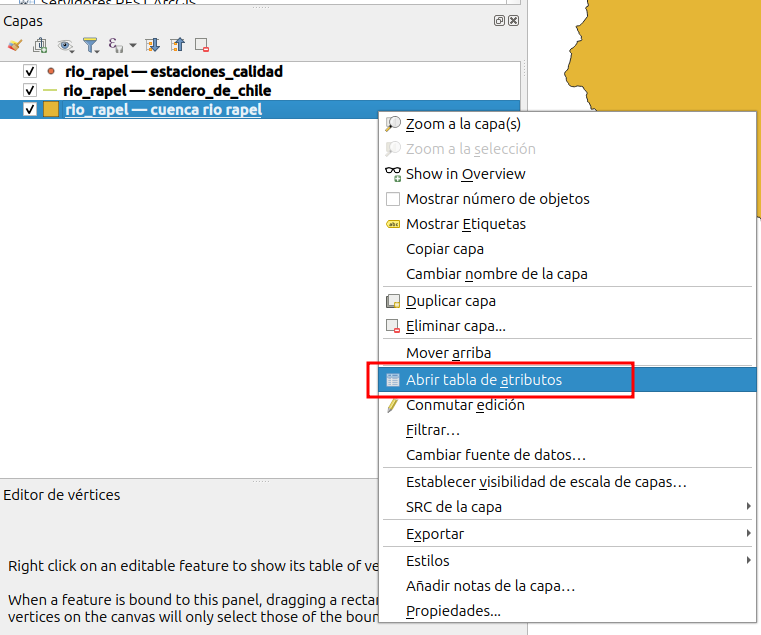 Servidores REST ArcGIS
Capas
rio_rapel — estaciones_calidad
rio_rapel — sendero_de_chile
rio_rapel — cuenca rio rapel
Zoom a la capa(s)
Zoom a la selección
Show in Overview
Mostrar número de objetos
abc Mostrar Etiquetas
Copiar capa
Cambiar nombre de la capa
Duplicar capa
Eliminar capa...
Mover arriba
Abrir tabla de atributos
Conmutar edición
Filtrar...
Cambiar fuente de datos...
Establecer visibilidad de escala de capas...
SRC de la capa
Exportar
Estilos
Añadir notas de la capa...
Propiedades...
Editor de vértices
Right click on an editable feature to show its table of
When a feature is bound to this panel, dragging a
vertices on the canvas will only select those of the